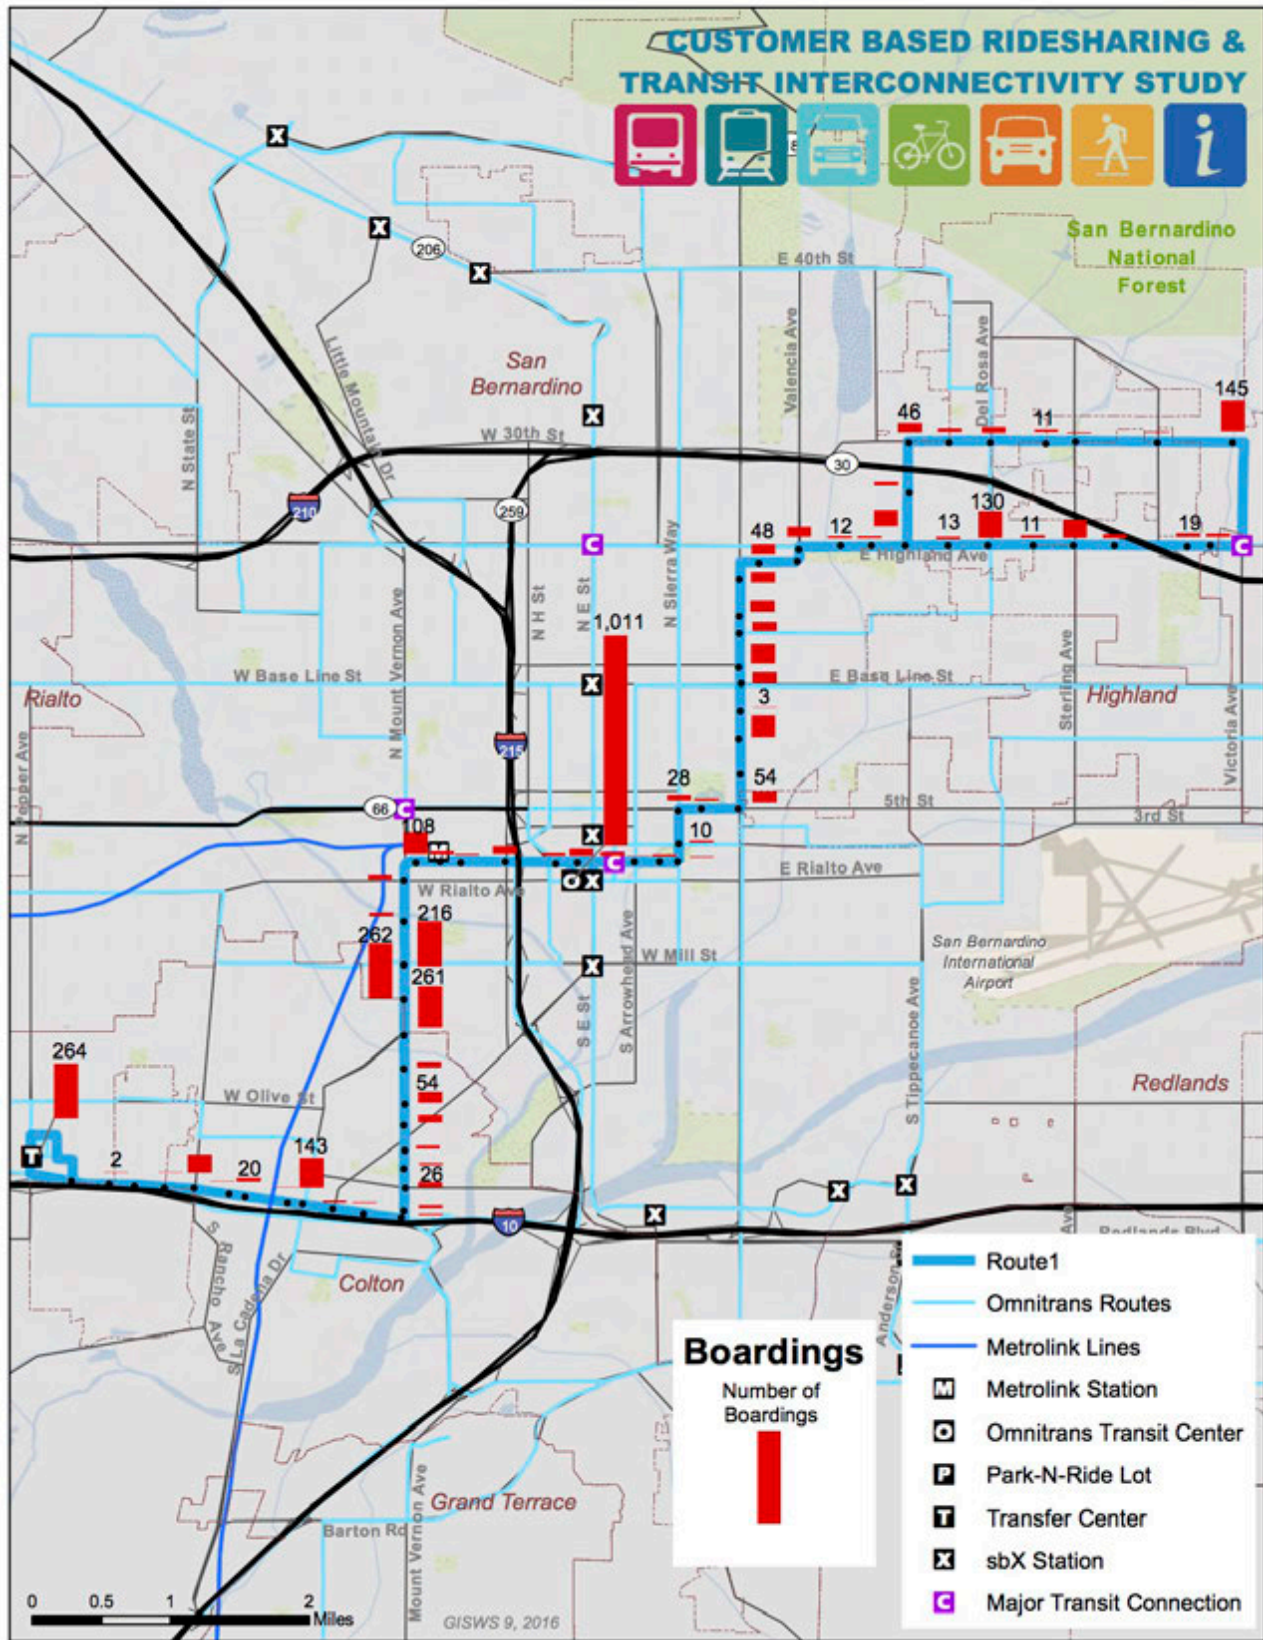 CUSTOMER BASED RIDESHARING &
TRANSIT INTERCONNECTIVITY STUDY
San Bernardino
National
Forest
206
E 40th St
San
Bernardino
Little Mountain Dr
N State St
W 30th St
Valencia Ave
Del Rosa Ave
145
46
11
30
210
259
48
12
13
130
11
19
E Highland Ave
N Sierra Way
N H St
N E St
N Mount Vernon Ave
1,011
W Base Line St
E Base Line St
Sterling Ave
Highland
Victoria Ave
Rialto
N Pepper Ave
215
3
54
28
5th St
3rd St
66
108
10
W Rialto Ave
E Rialto Ave
216
262
261
W Mill St
San Bernardino
International
Airport
S E St
S Arrowhead Ave
S Tippecanoe Ave
Redlands
264
54
W Olive St
143
2
20
26
10
Redlands Blvd
S Rancho Ave
S La Cadena Dr
Colton
Anderson S
Ave
Route1
Omnitrans Routes
Metrolink Lines
M Metrolink Station
O Omnitrans Transit Center
P Park-N-Ride Lot
T Transfer Center
X sbX Station
C Major Transit Connection
Boardings
Number of
Boardings
Grand Terrace
Barton Rd
Mount Vernon Ave
0 0.5 1 2
Miles
GISWS 9, 2016